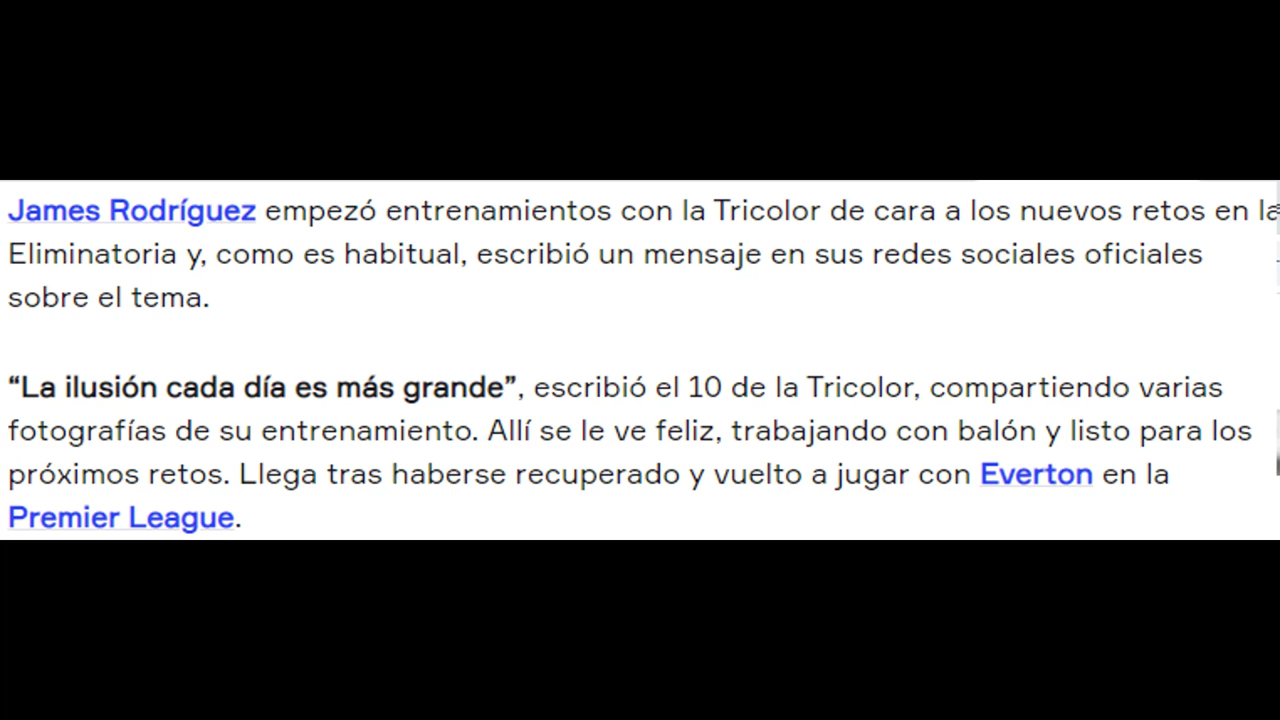 James Rodríguez empezó entrenamientos con la Tricolor de cara a los nuevos retos en la
Eliminatoria y, como es habitual, escribió un mensaje en sus redes sociales oficiales
sobre el tema.
“La ilusión cada día es más grande”, escribió el 10 de la Tricolor, compartiendo varias
fotografías de su entrenamiento. Allí se le ve feliz, trabajando con balón y listo para los
próximos retos. Llega tras haberse recuperado y vuelto a jugar con Everton en la
Premier League.